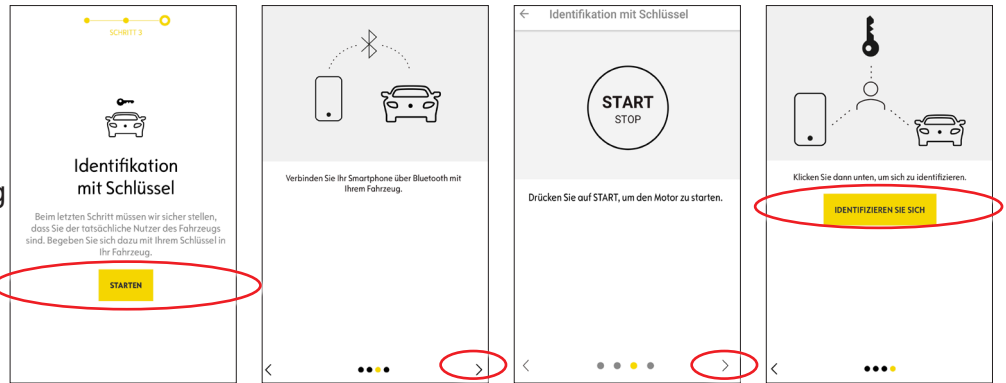 SCHRITT 3
Identifikation
mit Schlüssel
Beim letzten Schritt müssen wir sicher stellen,
dass Sie der tatsächliche Nutzer des Fahrzeugs
sind. Begeben Sie sich dazu mit Ihrem Schlüssel in
Ihr Fahrzeug.
STARTEN
Verbinden Sie Ihr Smartphone über Bluetooth mit
Ihrem Fahrzeug.
Identifikation mit Schlüssel
START
STOP
Drücken Sie auf START, um den Motor zu starten.
Klicken Sie dann unten, um sich zu identifizieren.
IDENTIFIZIEREN SIE SICH